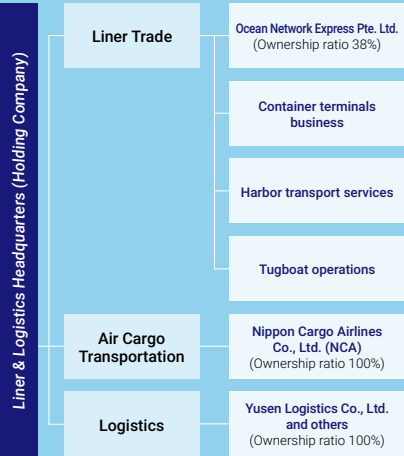 Liner & Logistics Headquarters (Holding Company)
Liner Trade
Ocean Network Express Pte. Ltd.
(Ownership ratio 38%)
Container terminals
business
Harbor transport services
Tugboat operations
Air Cargo
Transportation
Nippon Cargo Airlines
Co., Ltd. (NCA)
(Ownership ratio 100%)
Logistics
Yusen Logistics Co., Ltd.
and others
(Ownership ratio 100%)